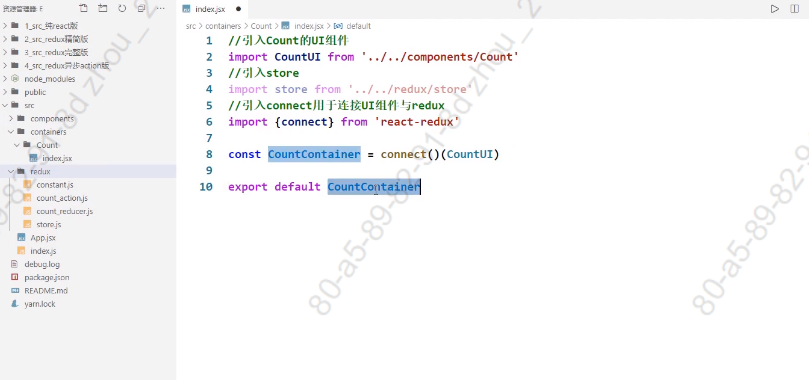 资源管理器
index.jsx
src > containers > Count > index.jsx > default
1_src_纯react版
2_src_redux精简版
3_src_redux完整版
4_src_redux异步action版
node_modules
public
src
components
containers
Count
index.jsx
redux
constant.js
count_action.js
count_reducer.js
store.js
App.jsx
index.js
debug.log
package.json
README.md
yarn.lock
1 //引入Count的UI组件
2 import CountUI from '../../components/Count'
3 //引入store
4 import store from '../../redux/store'
5 //引入connect用于连接UI组件与redux
6 import {connect} from 'react-redux'
7
8 const CountContainer = connect()(CountUI)
9
10 export default CountContainer
80-a5-89-82-91-8d zhou_2
80-a5-89-82